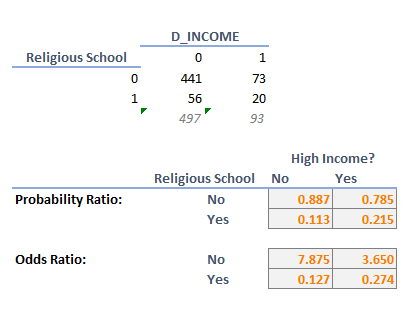 D_INCOME
Religious School 0 1
0 441 73
1 56 20
497 93
High Income?
Religious School No Yes
Probability Ratio: No 0.887 0.785
Yes 0.113 0.215
Odds Ratio: No 7.875 3.650
Yes 0.127 0.274